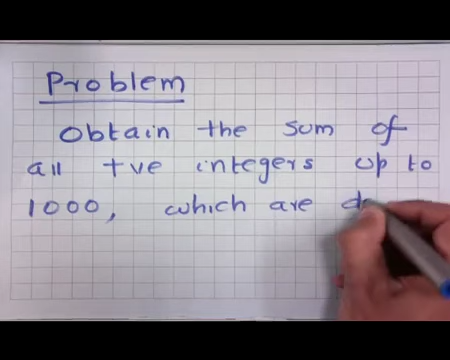 Problem
Obtain the sum of
all +ve integers up to
1000, which are